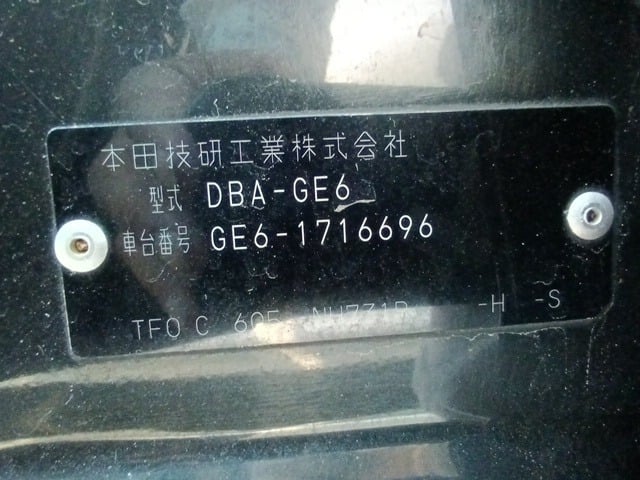 本田技研工業株式会社
型式 DBA-GE6
車台番号 GE6-1716696
TF0 C -H -S